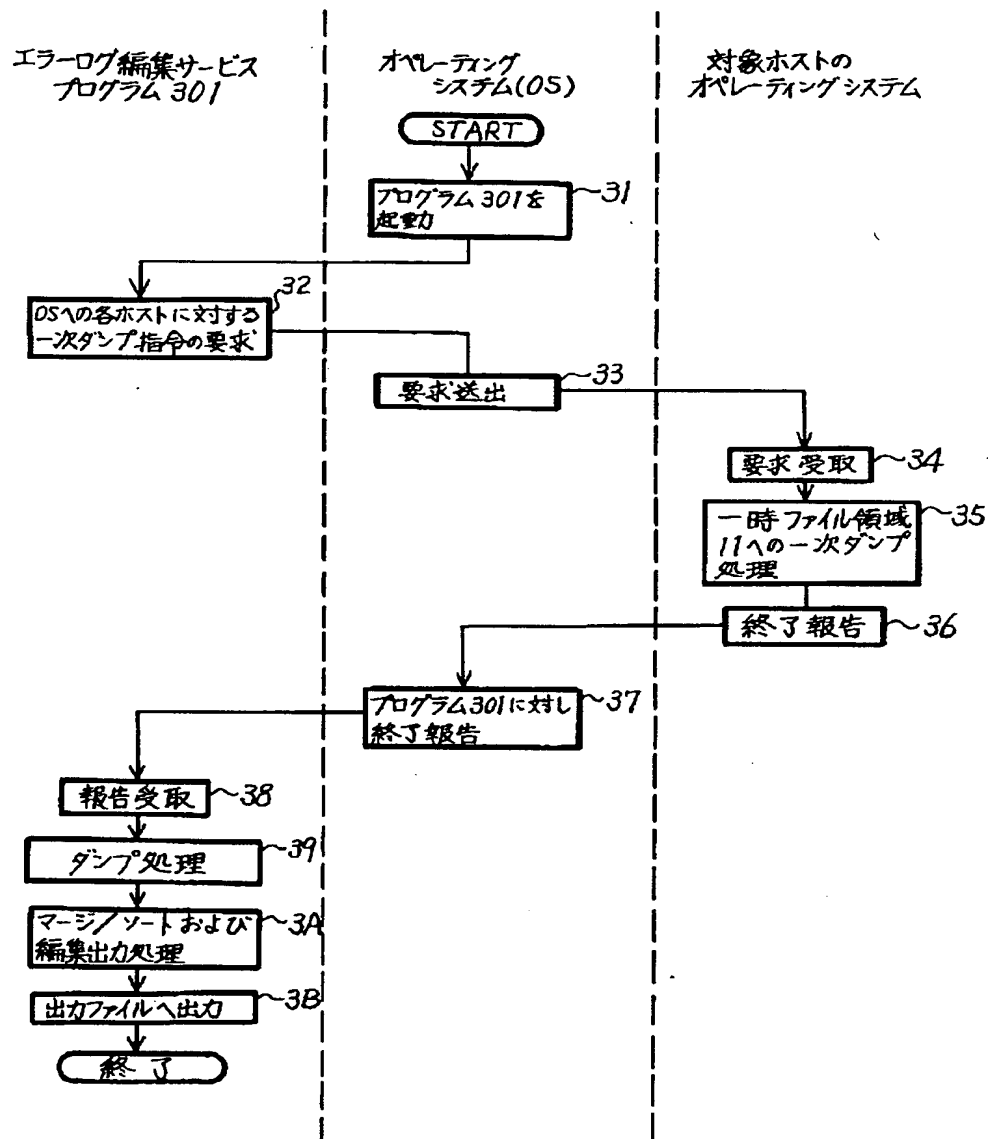 エラーログ編集サービス
プログラム301
オペレーティング
システム(OS)
対象ホストの
オペレーティングシステム
START
プログラム301を
起動
31
OSへの各ホストに対する
一次ダンプ指令の要求
32
要求送出
33
要求受取
34
一時ファイル領域
11への一次ダンプ
処理
35
終了報告
36
プログラム301に対し
終了報告
37
報告受取
38
ダンプ処理
39
マージ/ソートおよび
編集出力処理
3A
出力ファイルへ出力
3B
終了